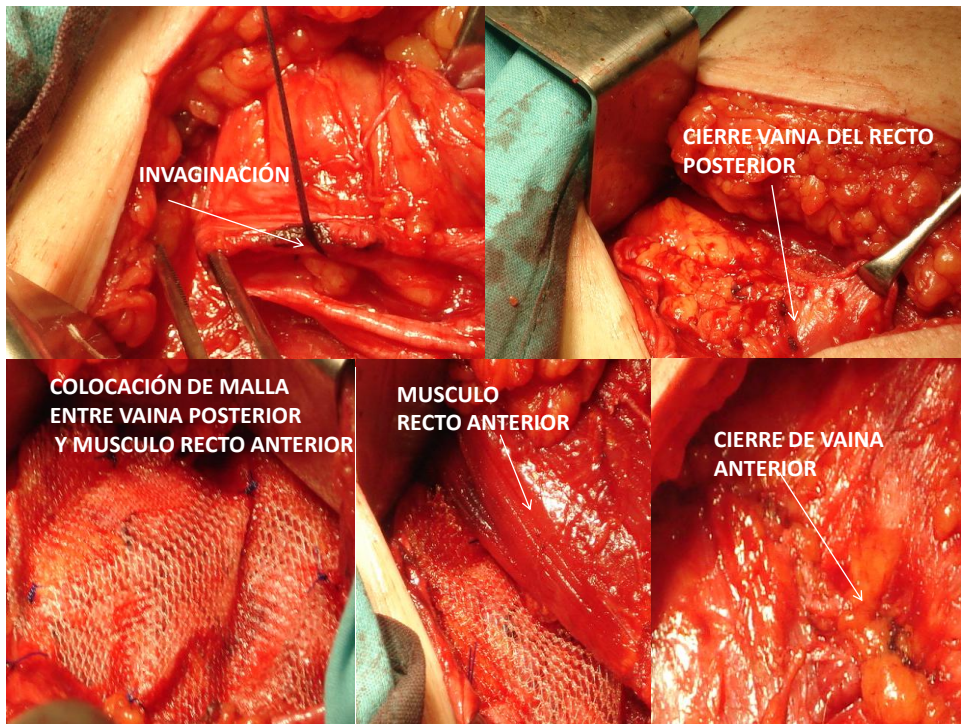 INVAGINACIÓN
CIERRE VAINA DEL RECTO
POSTERIOR
COLOCACIÓN DE MALLA
ENTRE VAINA POSTERIOR
Y MUSCULO RECTO ANTERIOR
MUSCULO
RECTO ANTERIOR
CIERRE DE VAINA
ANTERIOR